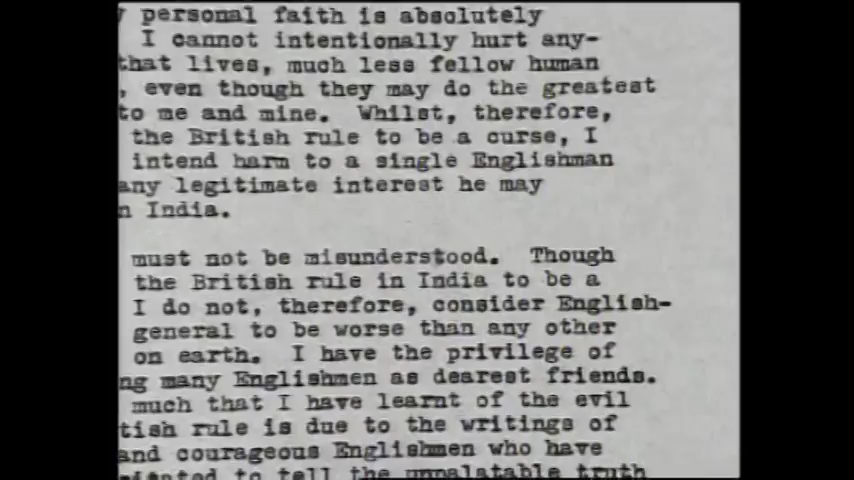 personal faith is absolutely
I cannot intentionally hurt any-
that lives, much less fellow human
, even though they may do the greatest
to me and mine. Whilst, therefore,
the British rule to be a curse, I
intend harm to a single Englishman
any legitimate interest he may
n India.
must not be misunderstood. Though
the British rule in India to be a
I do not, therefore, consider English-
general to be worse than any other
on earth. I have the privilege of
ng many Englishmen as dearest friends.
much that I have learnt of the evil
tish rule is due to the writings of
and courageous Englishmen who have
to tell the unpalatable truth